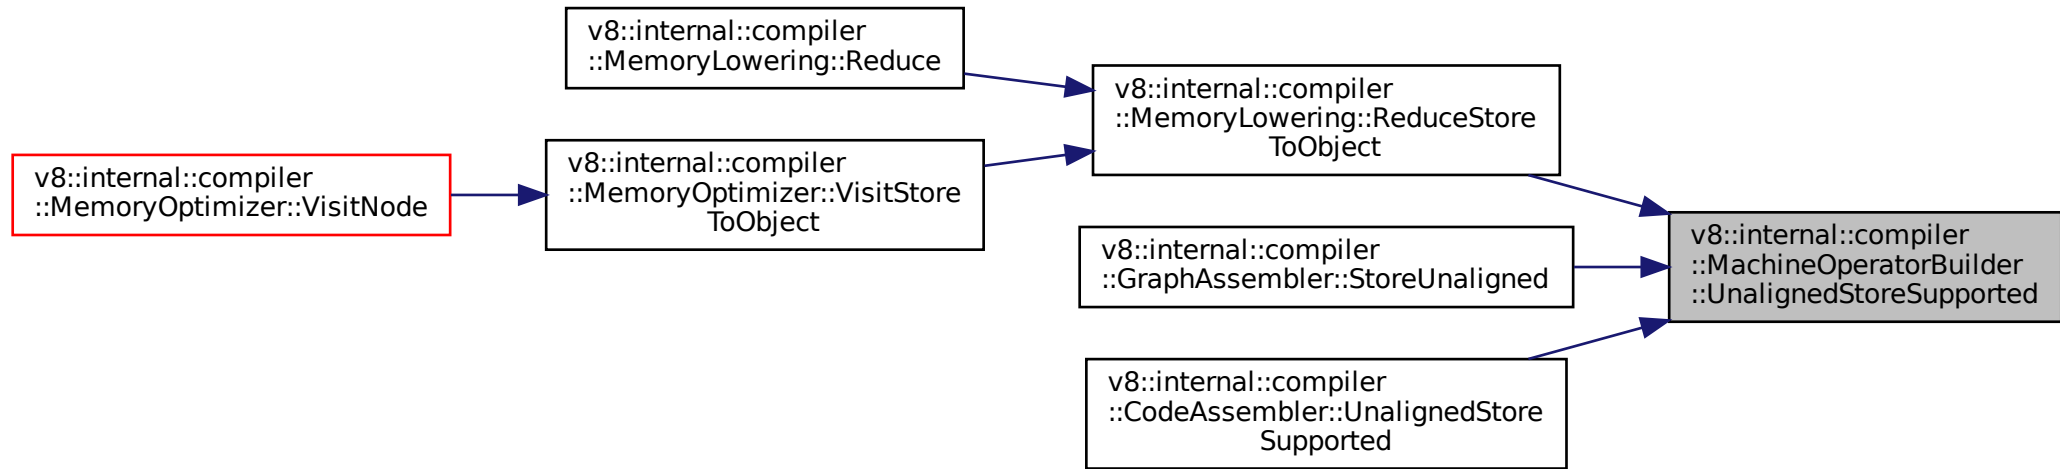 v8::internal::compiler
::MemoryLowering::Reduce
v8::internal::compiler
::MemoryLowering::ReduceStore
ToObject
v8::internal::compiler
::MemoryOptimizer::VisitNode
v8::internal::compiler
::MemoryOptimizer::VisitStore
ToObject
v8::internal::compiler
::GraphAssembler::StoreUnaligned
v8::internal::compiler
::MachineOperatorBuilder
::UnalignedStoreSupported
v8::internal::compiler
::CodeAssembler::UnalignedStore
Supported